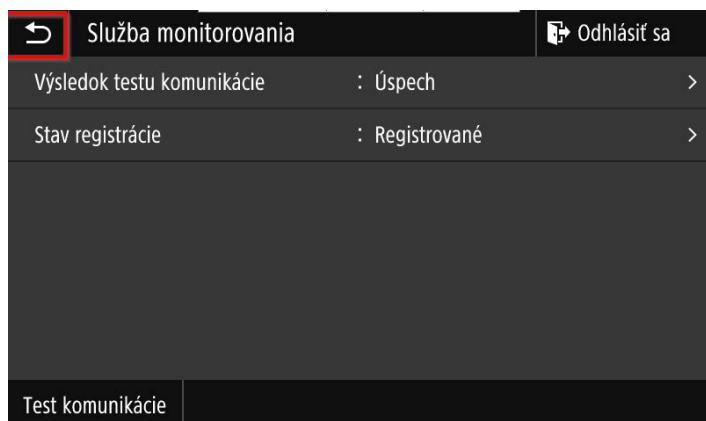 Služba monitorovania
Odhlásiť sa
Výsledok testu komunikácie : Úspech
Stav registrácie : Registrované
Test komunikácie